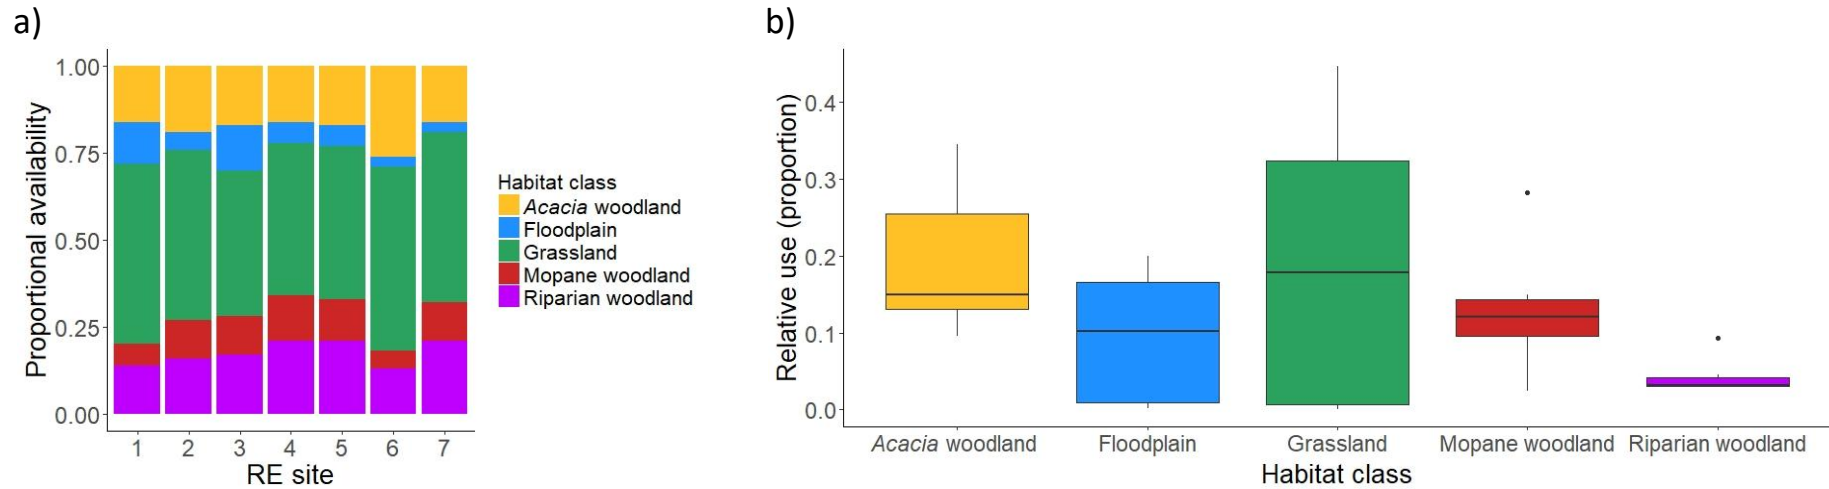 a)
1.00
0.75
0.50
0.25
0.00
Proportional availability
1 2 3 4 5 6 7
RE site
Habitat class
Acacia woodland
Floodplain
Grassland
Mopane woodland
Riparian woodland
b)
0.4
0.3
0.2
0.1
0.0
Relative use (proportion)
Acacia woodland Floodplain Grassland Mopane woodland Riparian woodland
Habitat class